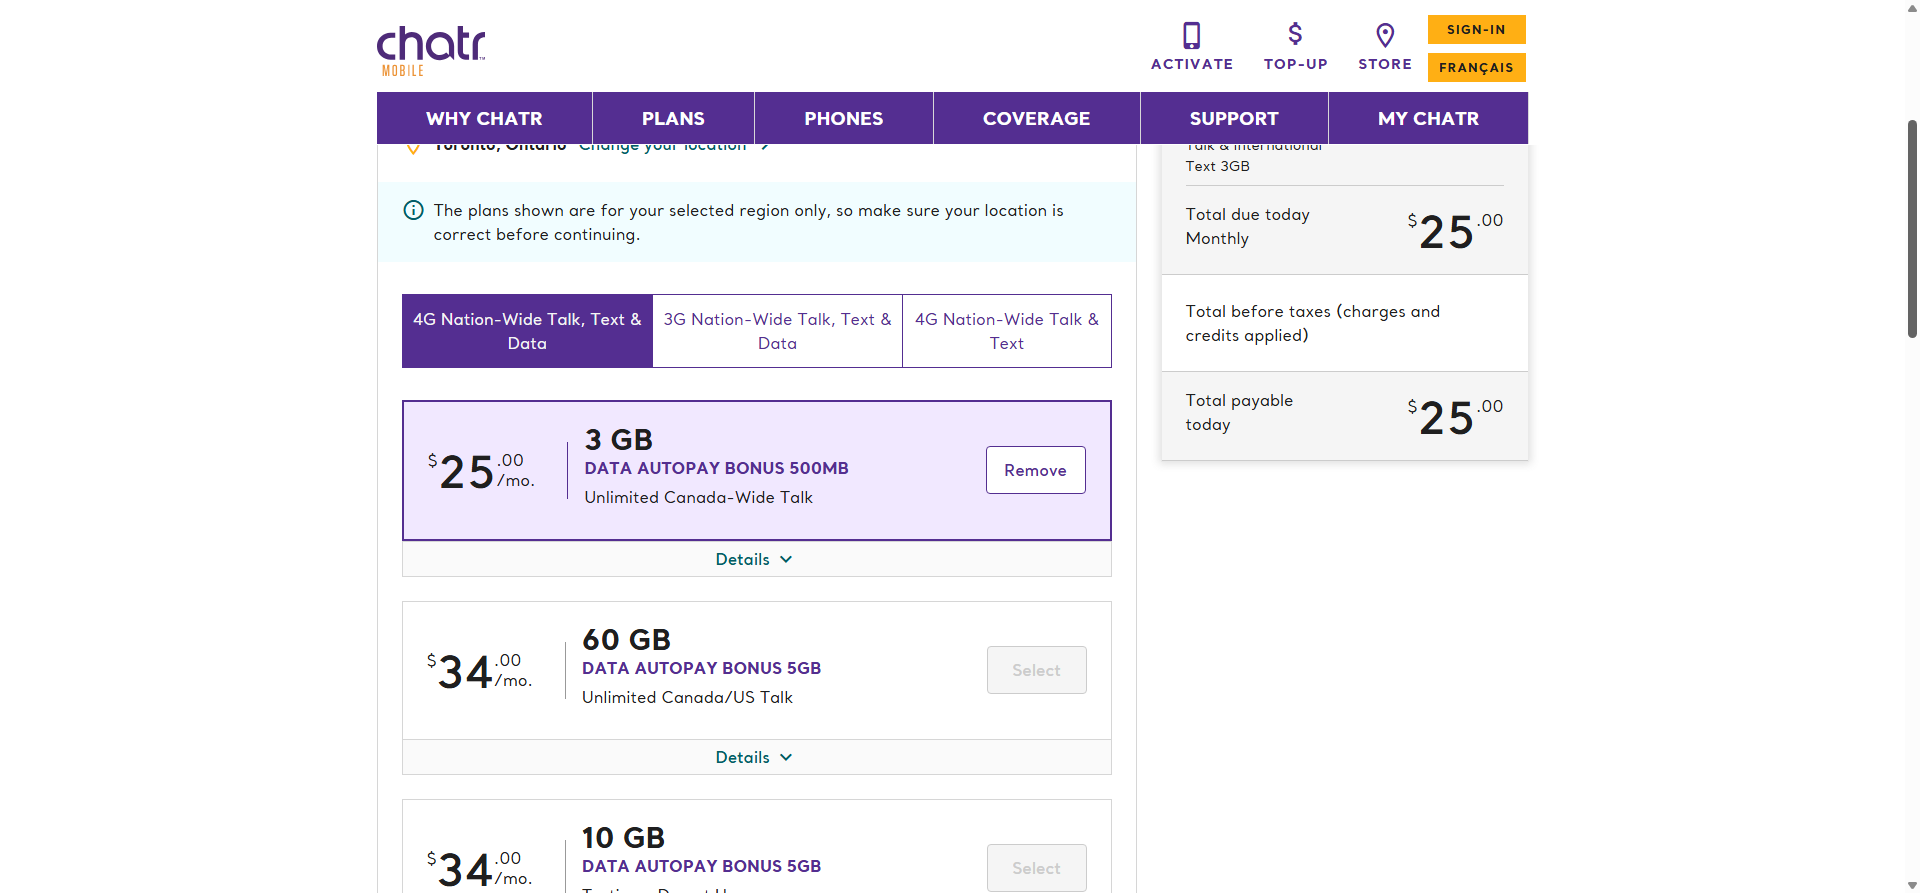 chatr
MOBILE
ACTIVATE
TOP-UP
STORE
SIGN-IN
FRANÇAIS
WHY CHATR
PLANS
PHONES
COVERAGE
SUPPORT
MY CHATR
Toronto, Ontario Change your location
The plans shown are for your selected region only, so make sure your location is
correct before continuing.
4G Nation-Wide Talk, Text &
Data
3G Nation-Wide Talk, Text &
Data
4G Nation-Wide Talk &
Text
$25.00
/mo.
3 GB
DATA AUTOPAY BONUS 500MB
Unlimited Canada-Wide Talk
Remove
Details
$34.00
/mo.
60 GB
DATA AUTOPAY BONUS 5GB
Unlimited Canada/US Talk
Select
Details
$34.00
/mo.
10 GB
DATA AUTOPAY BONUS 5GB
Select
Talk & International
Text 3GB
Total due today
Monthly
$25.00
Total before taxes (charges and
credits applied)
Total payable
today
$25.00